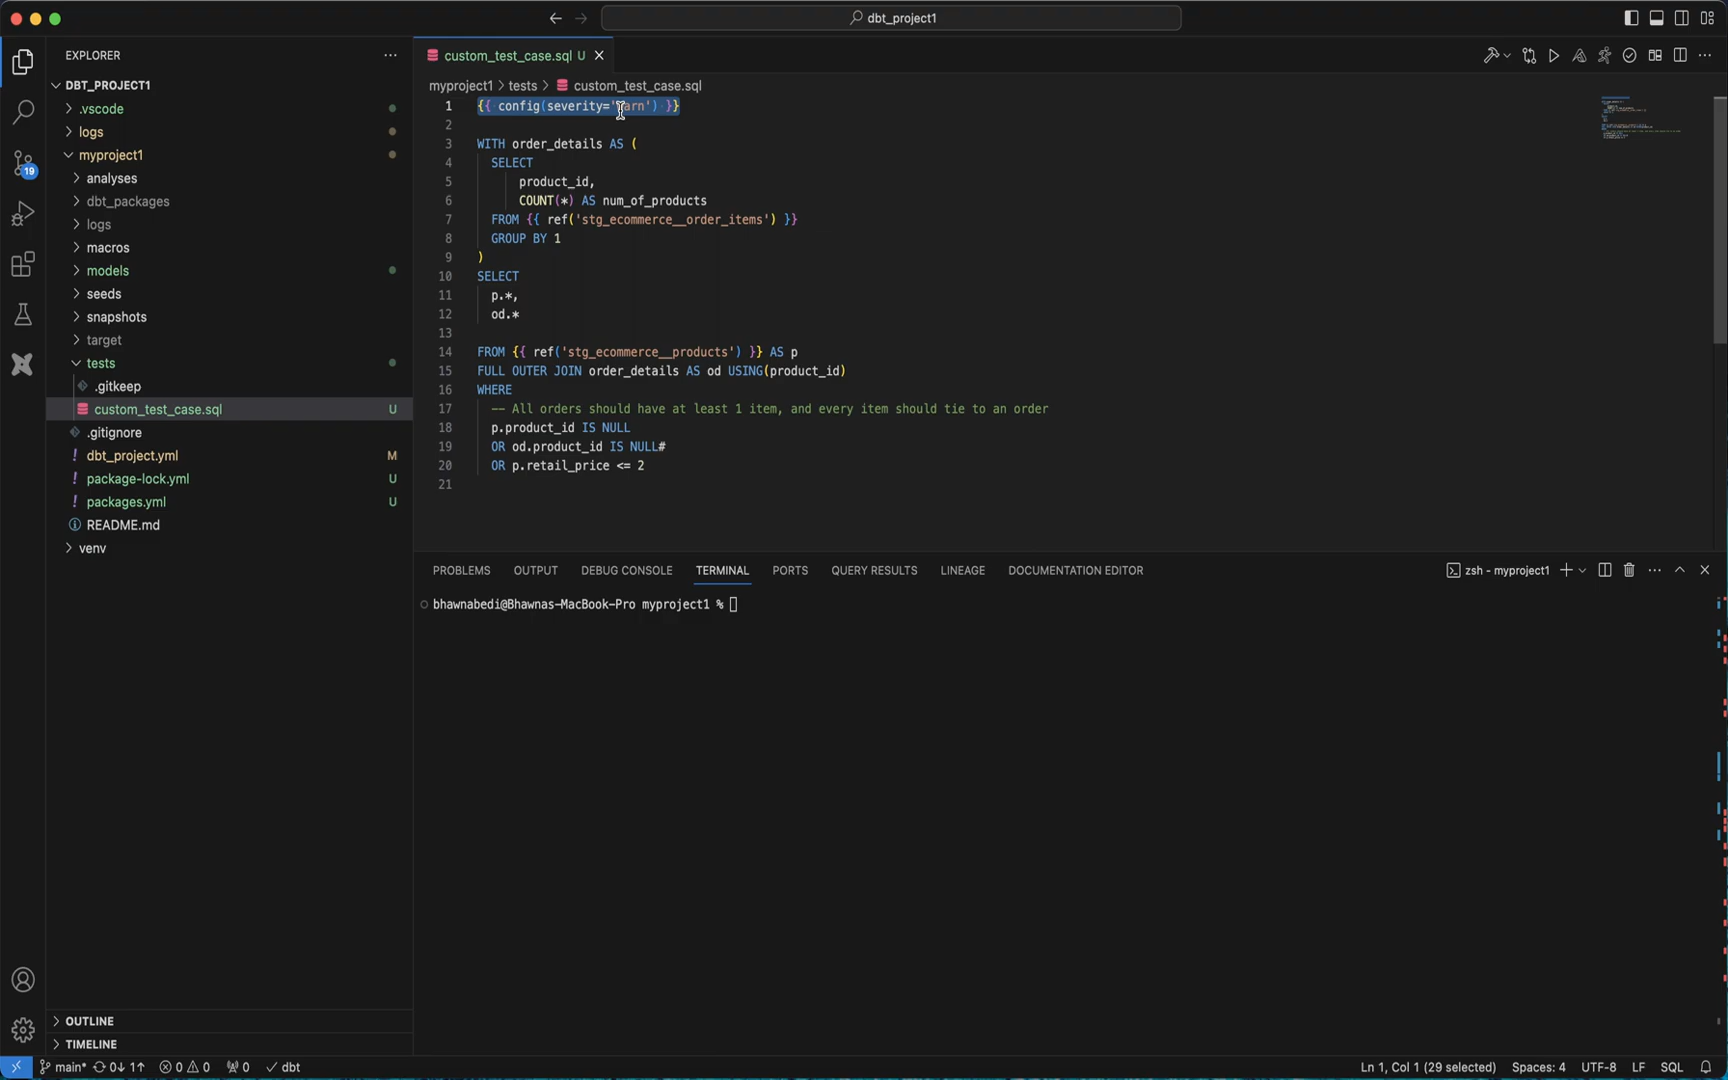 dbt_project1
EXPLORER
DBT_PROJECT1
.vscode
logs
myproject1
analyses
dbt_packages
logs
macros
models
seeds
snapshots
target
tests
.gitkeep
custom_test_case.sql U
.gitignore
! dbt_project.yml M
! package-lock.yml U
! packages.yml U
README.md
venv
19
OUTLINE
TIMELINE
custom_test_case.sql U
myproject1 > tests > custom_test_case.sql
1 {{ config(severity='warn') }}
2
3 WITH order_details AS (
4 SELECT
5 product_id,
6 COUNT(*) AS num_of_products
7 FROM {{ ref('stg_ecommerce__order_items') }}
8 GROUP BY 1
9 )
10 SELECT
11 p.*,
12 od.*
13
14 FROM {{ ref('stg_ecommerce__products') }} AS p
15 FULL OUTER JOIN order_details AS od USING(product_id)
16 WHERE
17 -- All orders should have at least 1 item, and every item should tie to an order
18 p.product_id IS NULL
19 OR od.product_id IS NULL#
20 OR p.retail_price <= 2
21
PROBLEMS OUTPUT DEBUG CONSOLE TERMINAL PORTS QUERY RESULTS LINEAGE DOCUMENTATION EDITOR zsh - myproject1
bhawnabedi@Bhawnas-MacBook-Pro myproject1 %
main* 0↓ 1↑ 0 0 0 dbt Ln 1, Col 1 (29 selected) Spaces: 4 UTF-8 LF SQL